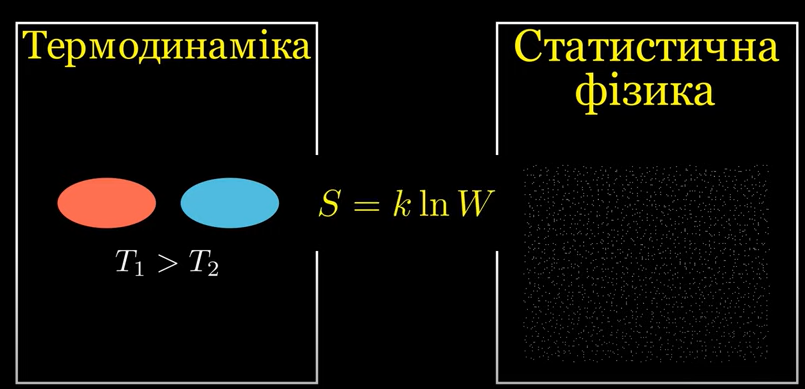 Термодинаміка
T₁ > T₂
S = k ln W
Статистична
фізика